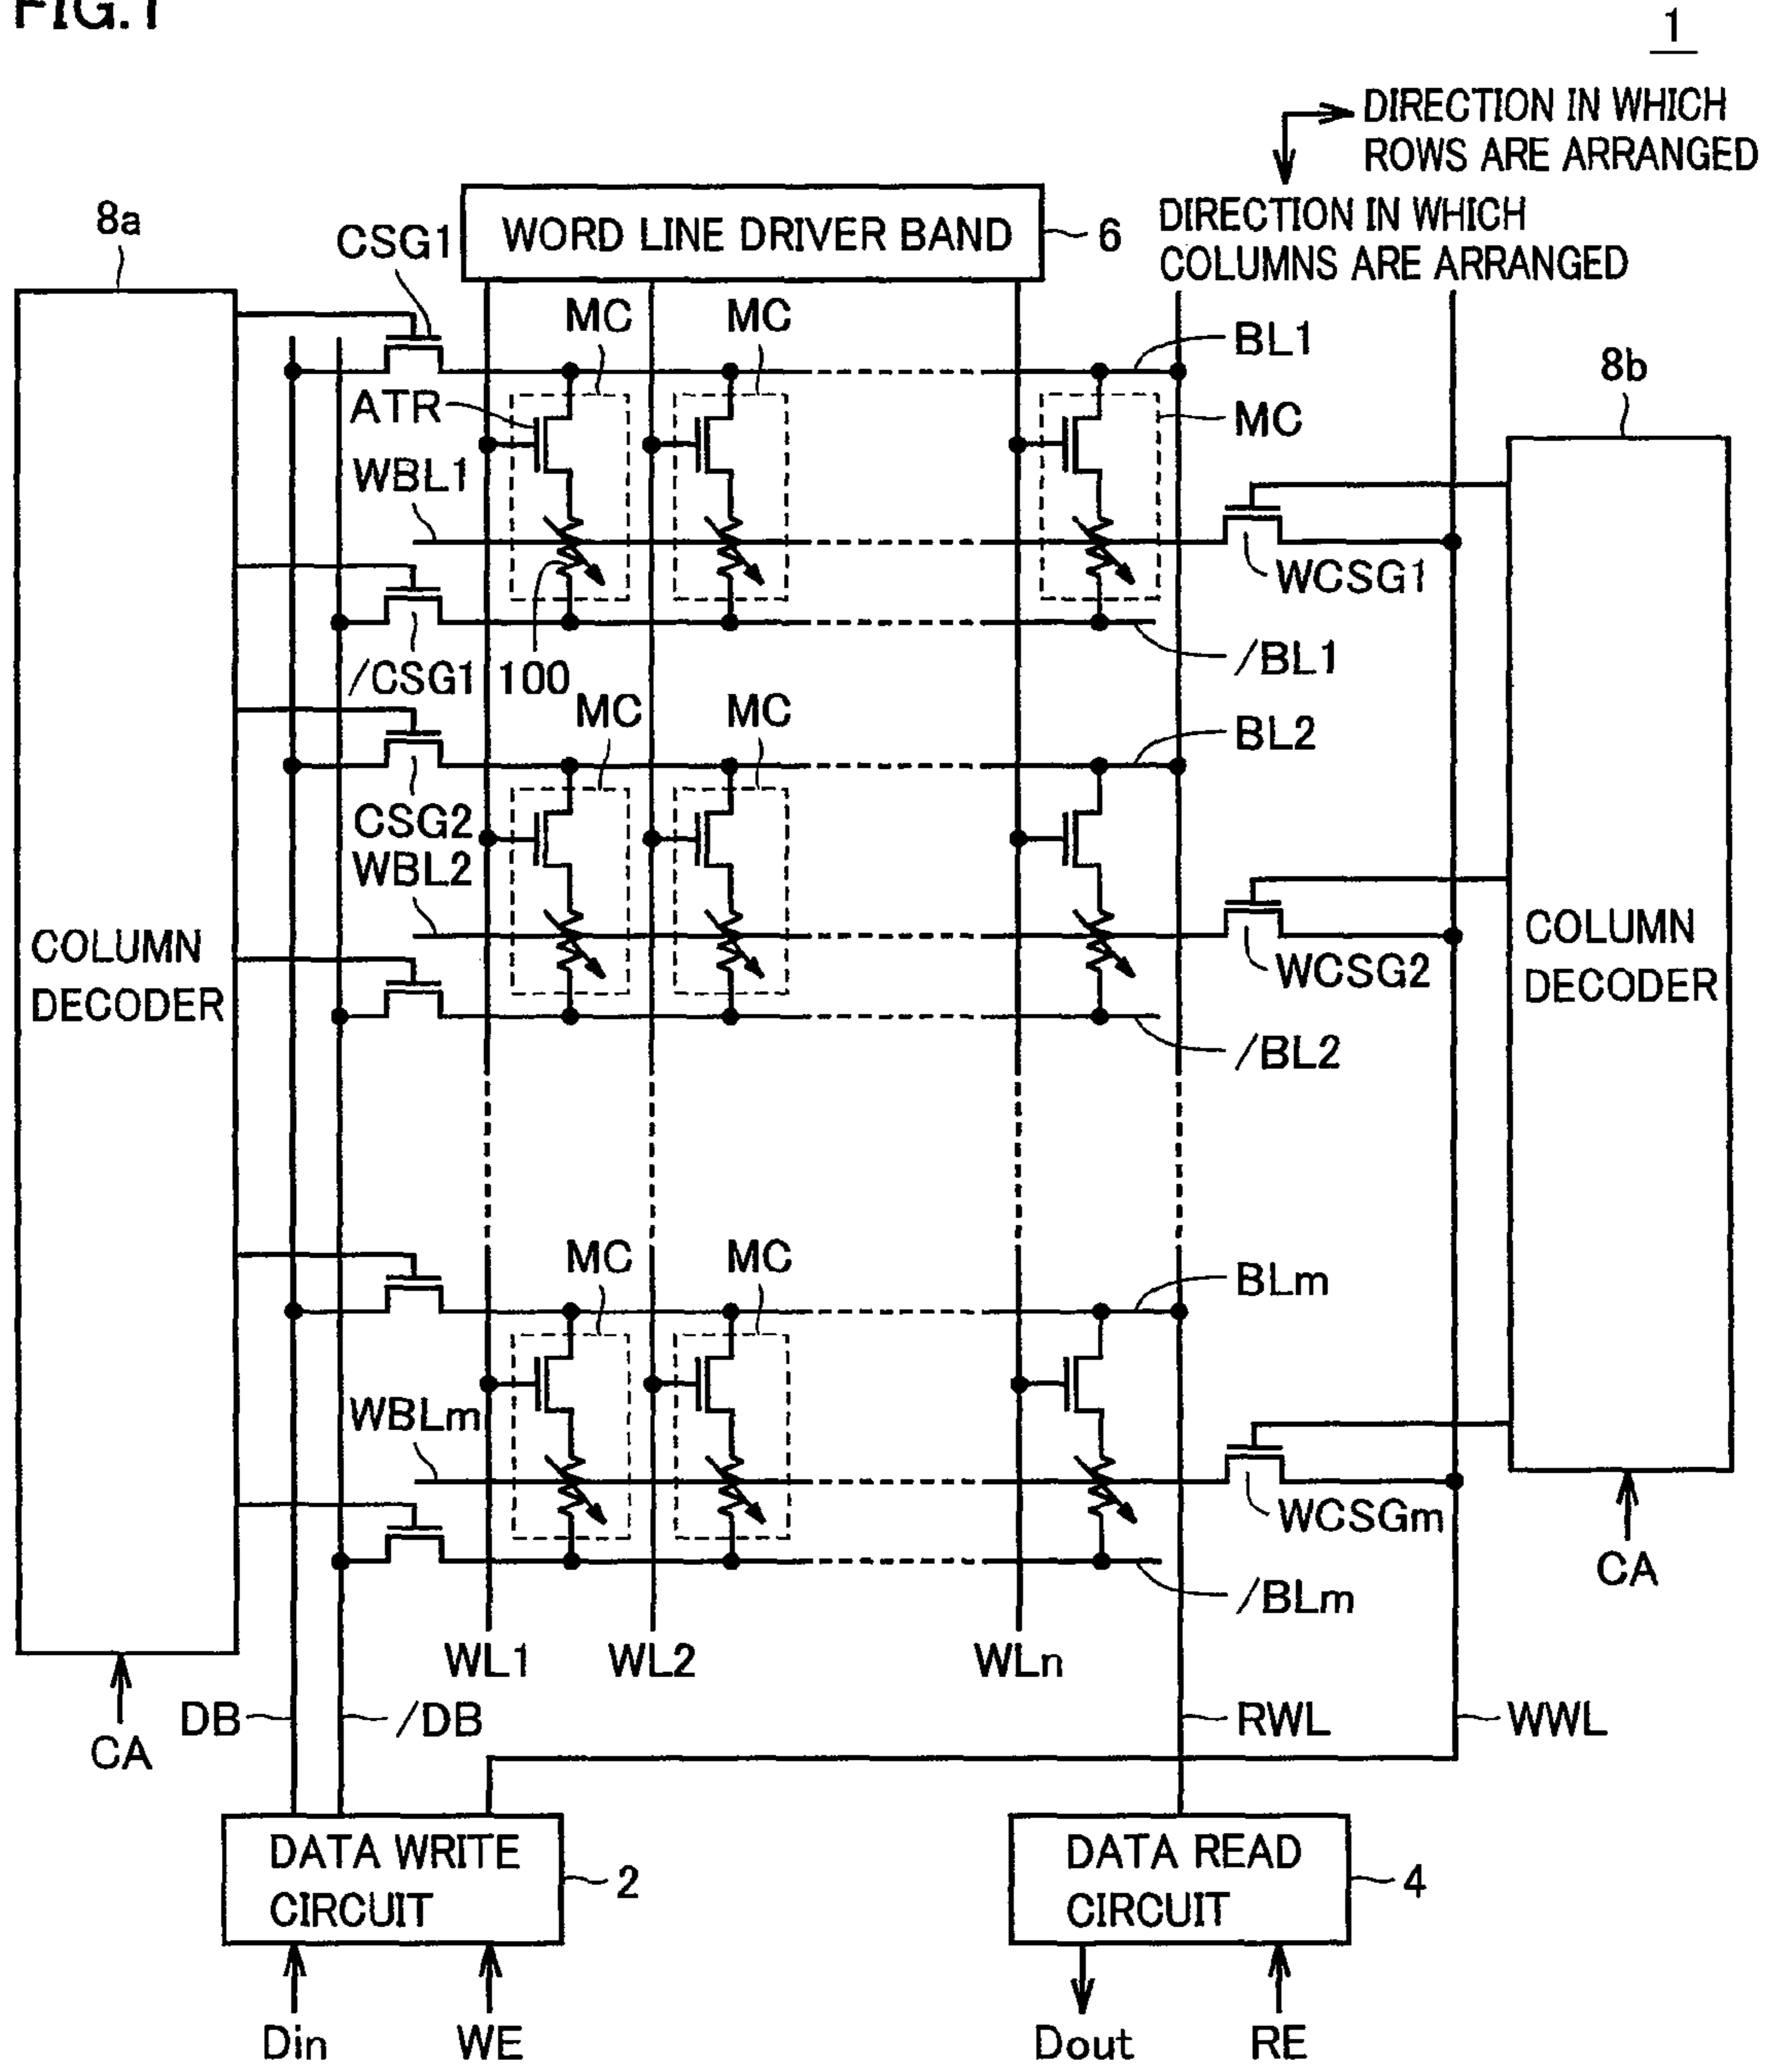 FIG.1
1
DIRECTION IN WHICH
ROWS ARE ARRANGED
DIRECTION IN WHICH
COLUMNS ARE ARRANGED
8a
CSG1
WORD LINE DRIVER BAND
6
MC
MC
BL1
8b
ATR
MC
WBL1
WCSG1
/CSG1
100
/BL1
MC
MC
BL2
CSG2
WBL2
COLUMN
DECODER
COLUMN
DECODER
WCSG2
/BL2
MC
MC
BLm
WBLm
WCSGm
CA
/BLm
WL1
WL2
WLn
DB
/DB
RWL
WWL
CA
DATA WRITE
CIRCUIT
2
DATA READ
CIRCUIT
4
Din
WE
Dout
RE